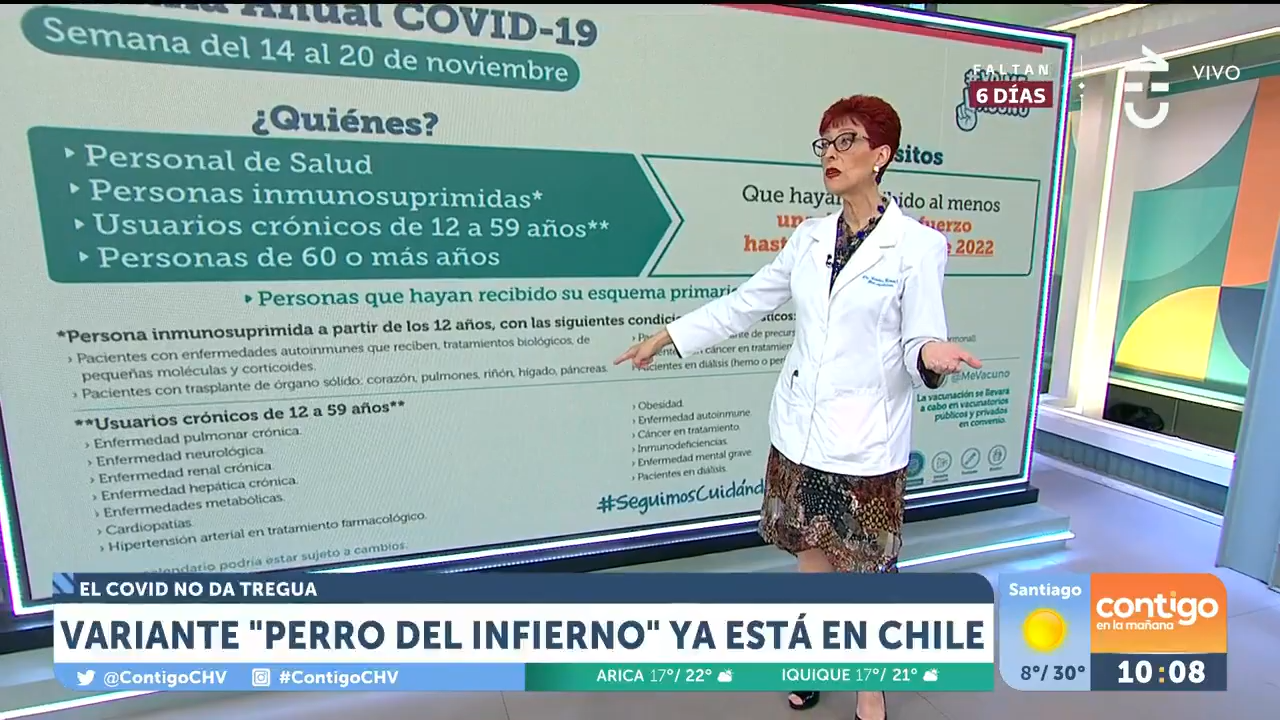 Anual COVID-19
Semana del 14 al 20 de noviembre
FALTAN
6 DÍAS
VIVO
¿Quiénes?
▸ Personal de Salud
▸ Personas inmunosuprimidas*
▸ Usuarios crónicos de 12 a 59 años**
▸ Personas de 60 o más años
Que hayan
al menos
2022
▸ Personas que hayan recibido su esquema
*Persona inmunosuprimida a partir de los 12 años, con las siguientes
› Pacientes con enfermedades autoinmunes que reciben, tratamientos biológicos, de
pequeñas moléculas y corticoides.
› Pacientes con trasplante de órgano sólido: corazón, pulmones, riñón, hígado, páncreas.
cáncer en
Pacientes en diálisis
**Usuarios crónicos de 12 a 59 años**
› Enfermedad pulmonar crónica.
› Enfermedad neurológica.
› Enfermedad renal crónica.
› Enfermedad hepática crónica.
› Enfermedades metabólicas.
› Cardiopatías.
› Hipertensión arterial en tratamiento farmacológico.
› Obesidad.
› Enfermedad autoinmune.
› Cáncer en tratamiento.
› Inmunodeficiencias.
› Enfermedad mental grave.
› Pacientes en diálisis.
@MeVacuno
La vacunación se llevará
a cabo en vacunatorios
públicos y privados
en convenio.
calendario podría estar sujeto a cambios.
EL COVID NO DA TREGUA
VARIANTE "PERRO DEL INFIERNO" YA ESTÁ EN CHILE
@ContigoCHV #ContigoCHV ARICA 17°/ 22° IQUIQUE 17°/ 21°
Santiago
8°/ 30°
contigo
en la mañana
10:08